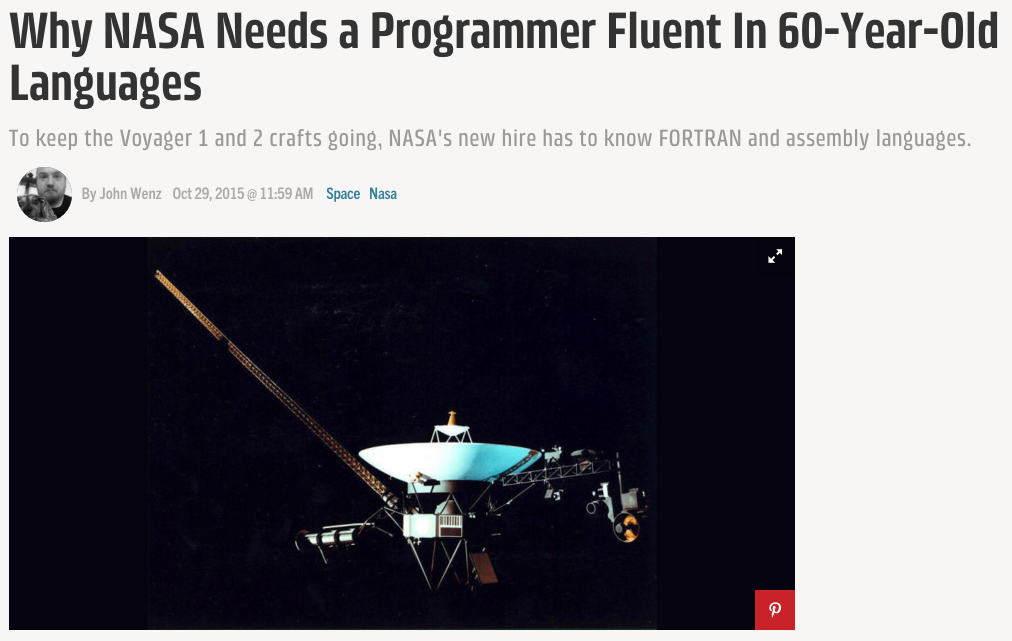 Why NASA Needs a Programmer Fluent In 60-Year-Old
Languages
To keep the Voyager 1 and 2 crafts going, NASA's new hire has to know FORTRAN and assembly languages.
By John Wenz Oct 29, 2015 @ 11:59 AM Space Nasa